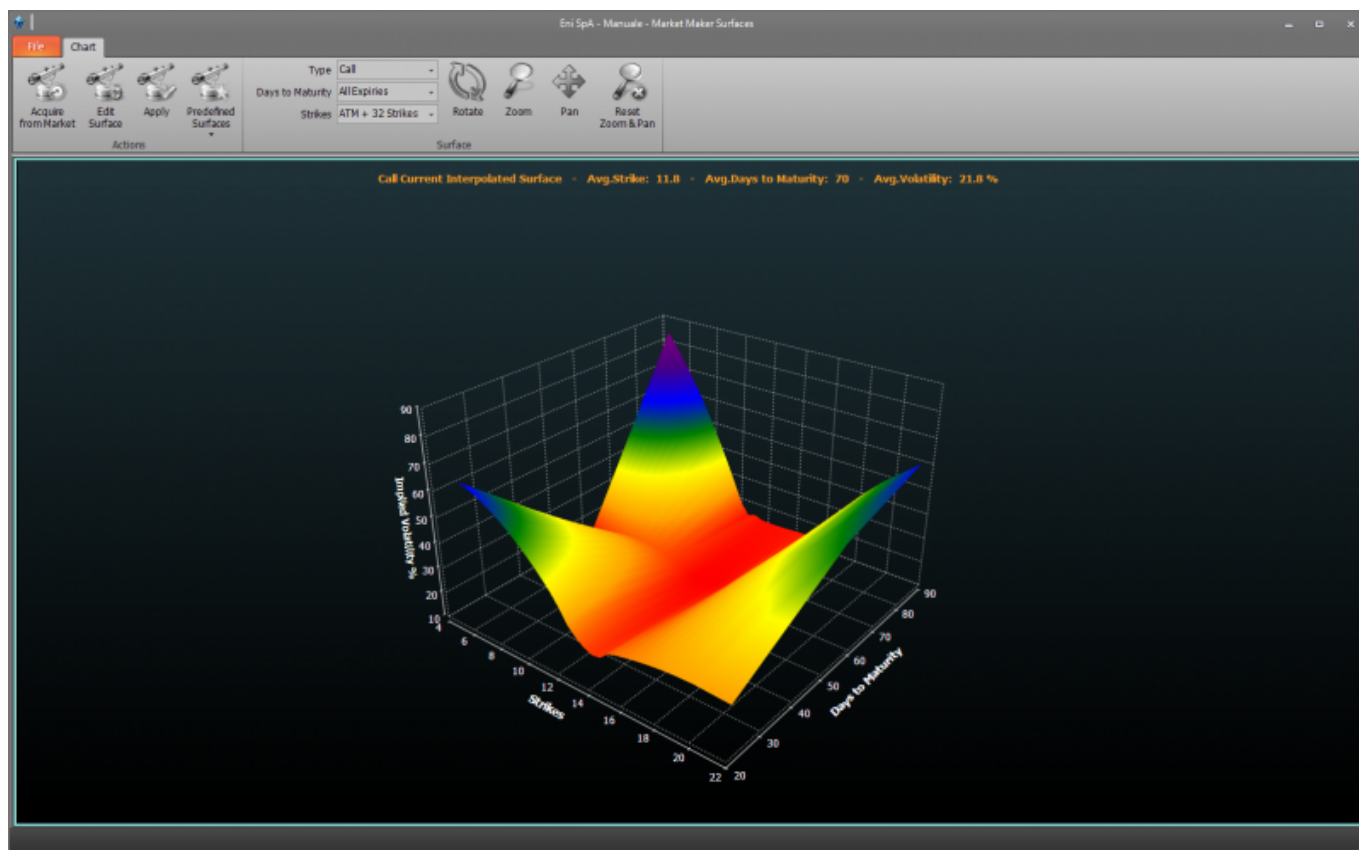 Eni SpA - Manuale - Market Maker Surfaces
File Chart
Type Call
Days to Maturity All Expiries
Strikes ATM + 32 Strikes
Acquire from Market
Edit Surface
Apply
Predefined Surfaces
Rotate
Zoom
Pan
Reset Zoom & Pan
Actions
Surface
Call Current Interpolated Surface - Avg.Strike: 11.8 - Avg.Days to Maturity: 70 - Avg.Volatility: 21.8 %
90
80
70
60
50
40
30
20
10
Implied Volatility %
4
6
8
10
12
14
16
18
20
22
Strikes
20
30
40
50
60
70
80
90
Days to Maturity